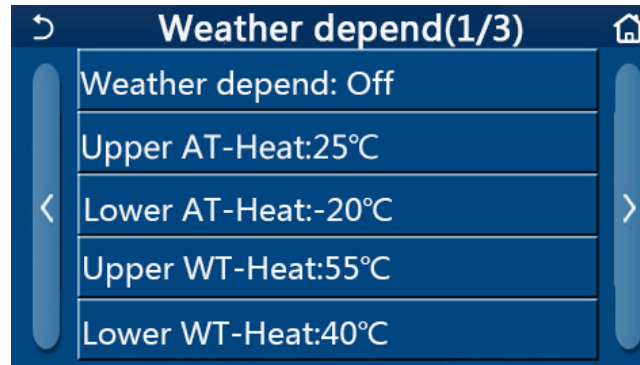 Weather depend(1/3)
Weather depend: Off
Upper AT-Heat:25℃
Lower AT-Heat:-20℃
Upper WT-Heat:55℃
Lower WT-Heat:40℃